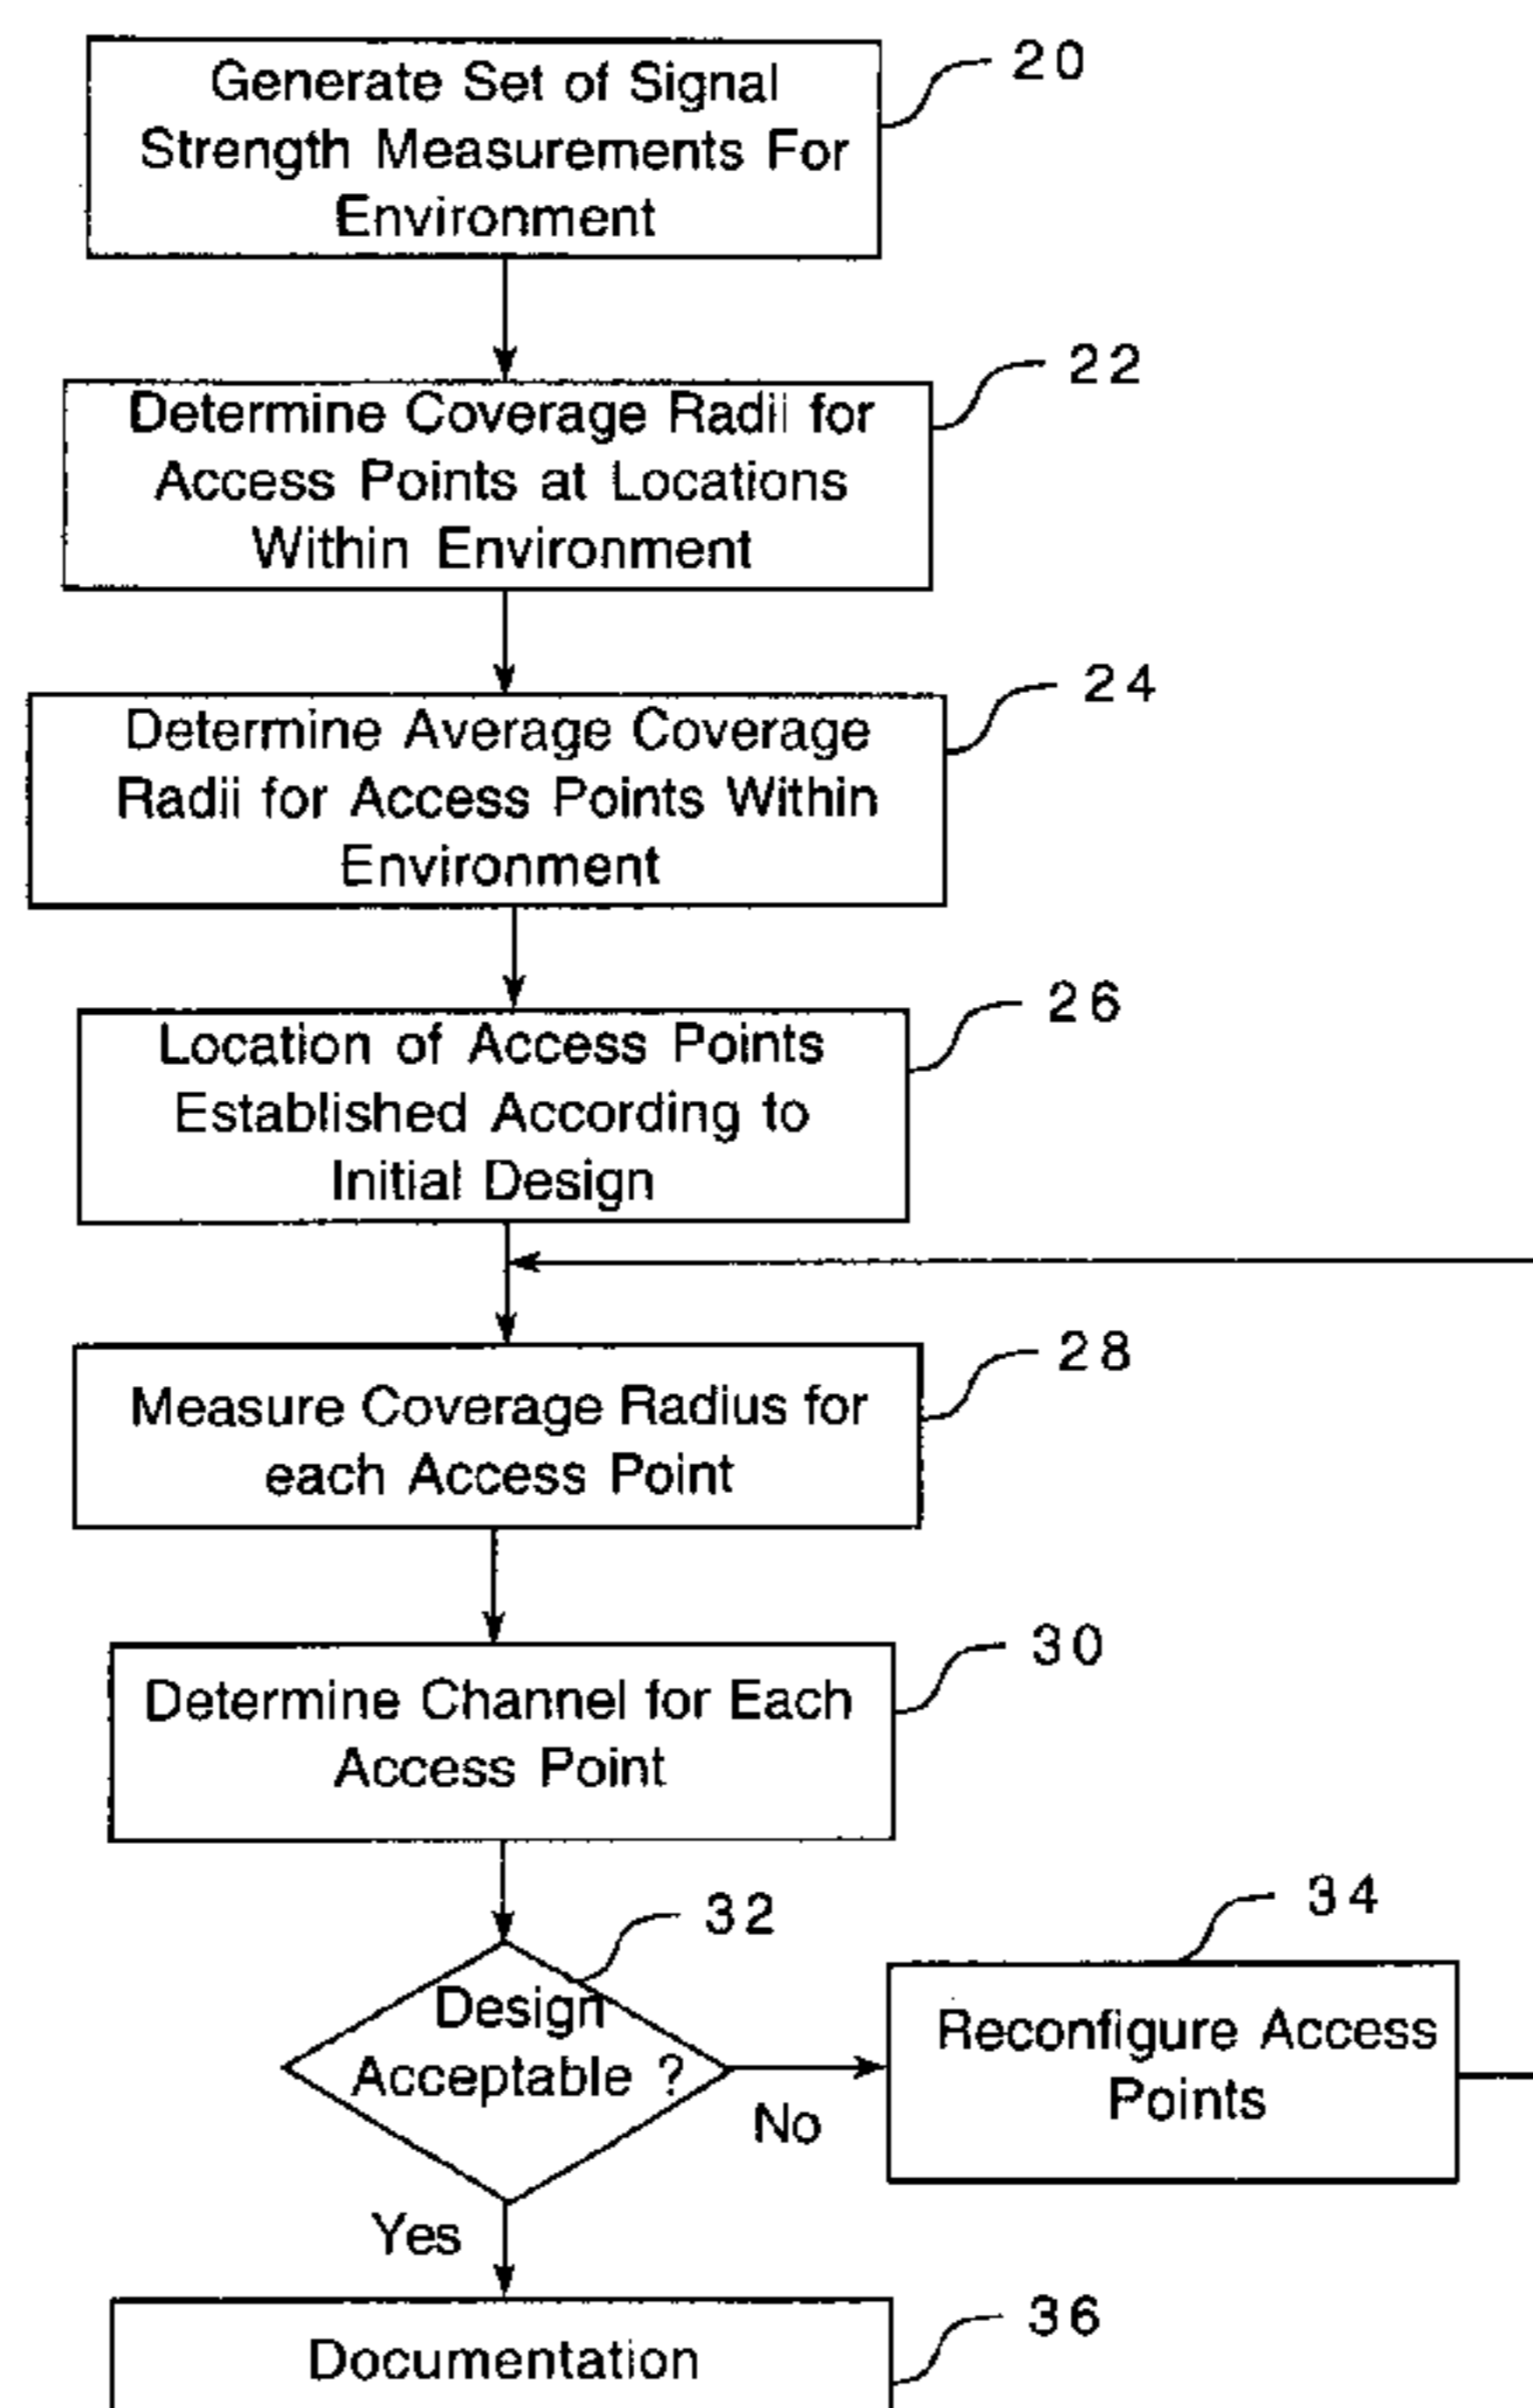 Generate Set of Signal
Strength Measurements For
Environment
20
Determine Coverage Radii for
Access Points at Locations
Within Environment
22
Determine Average Coverage
Radii for Access Points Within
Environment
24
Location of Access Points
Established According to
Initial Design
26
Measure Coverage Radius for
each Access Point
28
Determine Channel for Each
Access Point
30
Design
Acceptable ?
32
No
Reconfigure Access
Points
34
Yes
Documentation
36